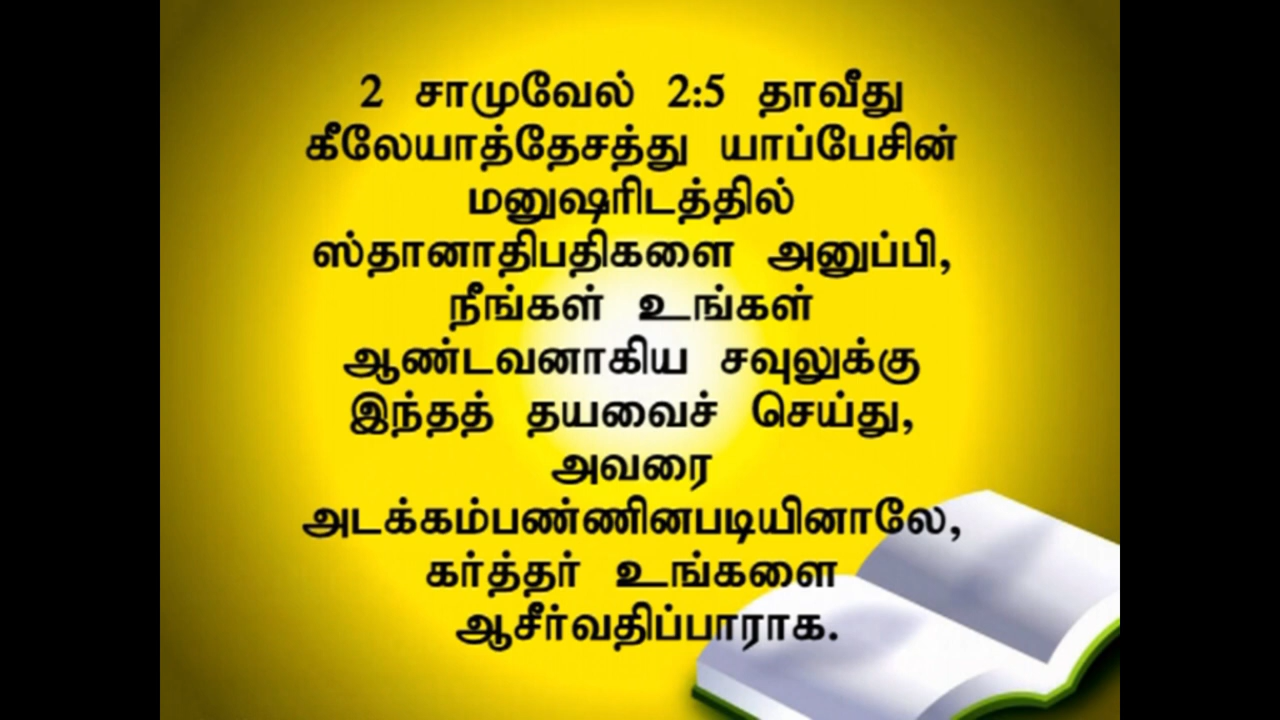 2 சாமுவேல் 2:5 தாவீது
கீலேயாத்தேசத்து யாப்பேசின்
மனுஷரிடத்தில்
ஸ்தானாதிபதிகளை அனுப்பி,
நீங்கள் உங்கள்
ஆண்டவனாகிய சவுலுக்கு
இந்தத் தயவைச் செய்து,
அவரை
அடக்கம்பண்ணினபடியினாலே,
கர்த்தர் உங்களை
ஆசீர்வதிப்பாராக.